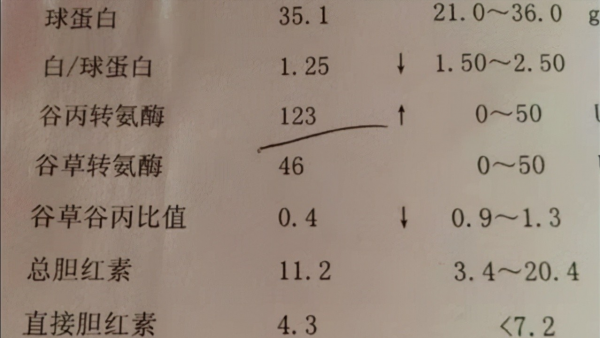 球蛋白 35.1 21.0～36.0 g
白/球蛋白 1.25 ↓ 1.50～2.50
谷丙转氨酶 123 ↑ 0～50
谷草转氨酶 46 0～50
谷草谷丙比值 0.4 ↓ 0.9～1.3
总胆红素 11.2 3.4～20.4
直接胆红素 4.3 <7.2